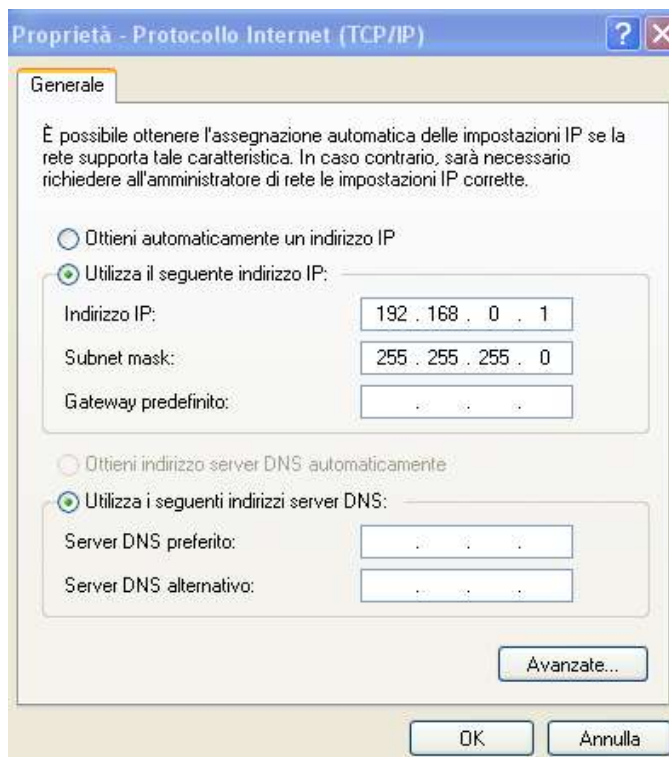 Proprietà - Protocollo Internet (TCP/IP)
Generale
È possibile ottenere l'assegnazione automatica delle impostazioni IP se la
rete supporta tale caratteristica. In caso contrario, sarà necessario
richiedere all'amministratore di rete le impostazioni IP corrette.
Ottieni automaticamente un indirizzo IP
Utilizza il seguente indirizzo IP:
Indirizzo IP: 192 . 168 . 0 . 1
Subnet mask: 255 . 255 . 255 . 0
Gateway predefinito: . . .
Ottieni indirizzo server DNS automaticamente
Utilizza i seguenti indirizzi server DNS:
Server DNS preferito: . . .
Server DNS alternativo: . . .
Avanzate...
OK Annulla